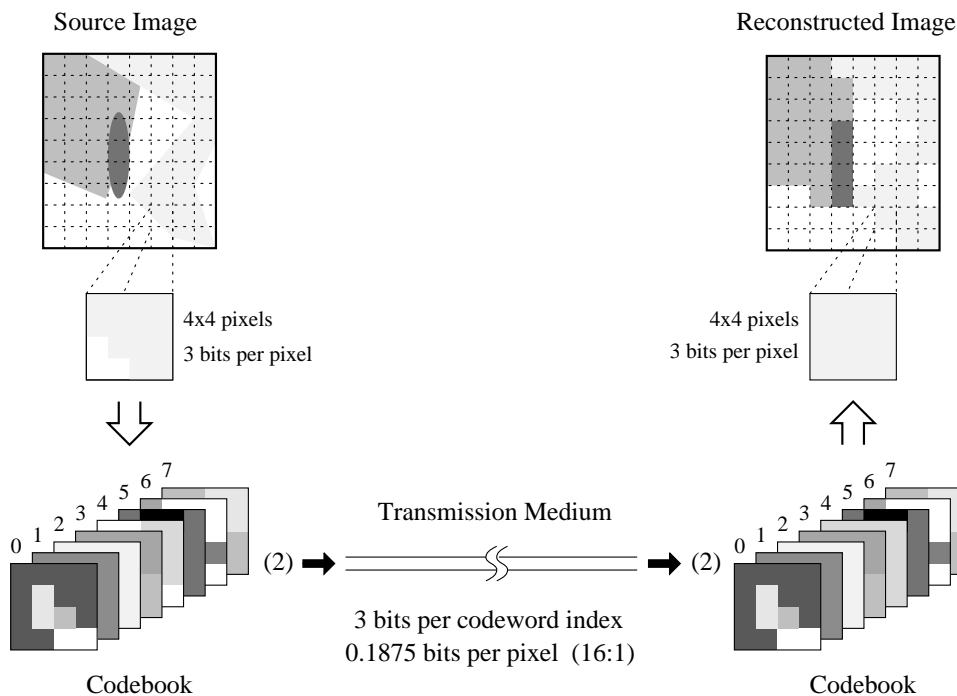 Source Image
Reconstructed Image
4x4 pixels
3 bits per pixel
4x4 pixels
3 bits per pixel
0 1 2 3 4 5 6 7
(2)
Transmission Medium
(2)
0 1 2 3 4 5 6 7
3 bits per codeword index
0.1875 bits per pixel (16:1)
Codebook
Codebook